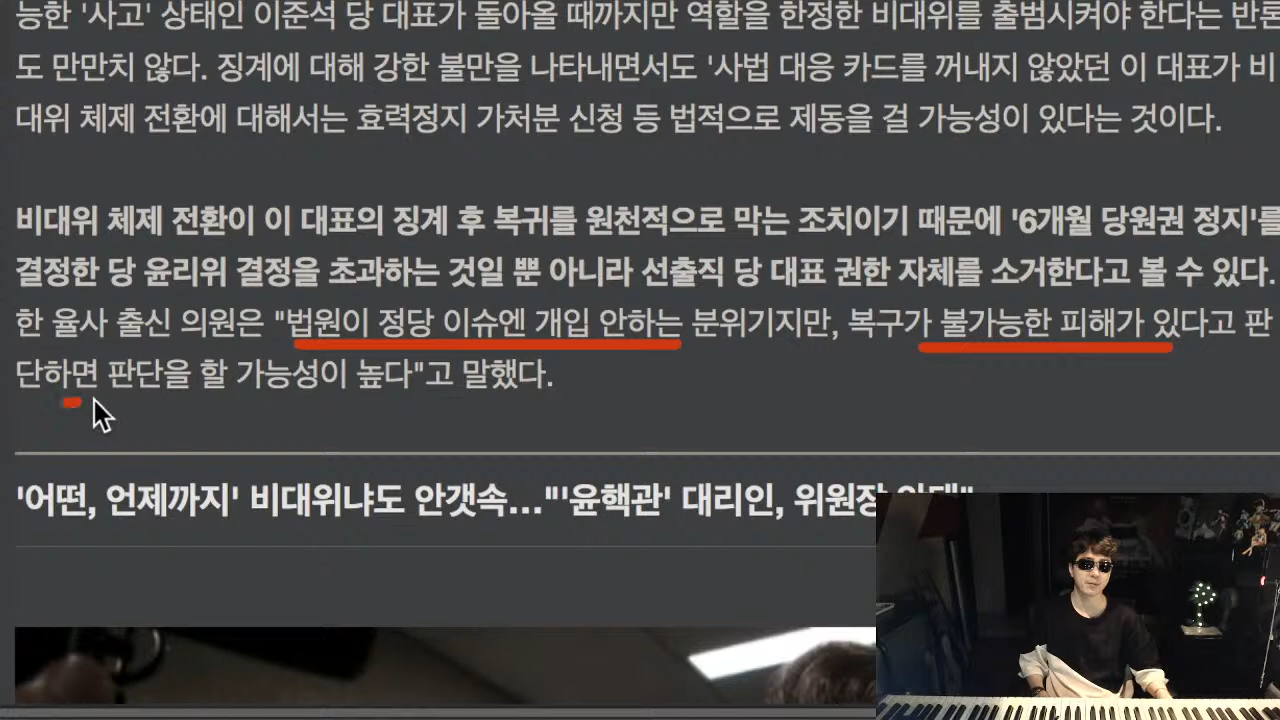 능한 '사고' 상태인 이준석 당 대표가 돌아올 때까지만 역할을 한정한 비대위를 출범시켜야 한다는 반론
도 만만치 않다. 징계에 대해 강한 불만을 나타내면서도 '사법 대응 카드를 꺼내지 않았던 이 대표가 비
대위 체제 전환에 대해서는 효력정지 가처분 신청 등 법적으로 제동을 걸 가능성이 있다는 것이다.
비대위 체제 전환이 이 대표의 징계 후 복귀를 원천적으로 막는 조치이기 때문에 '6개월 당원권 정지'를
결정한 당 윤리위 결정을 초과하는 것일 뿐 아니라 선출직 당 대표 권한 자체를 소거한다고 볼 수 있다.
한 율사 출신 의원은 "법원이 정당 이슈엔 개입 안하는 분위기지만, 복구가 불가능한 피해가 있다고 판
단하면 판단을 할 가능성이 높다"고 말했다.
'어떤, 언제까지' 비대위냐도 안갯속..."'윤핵관' 대리인, 위원장